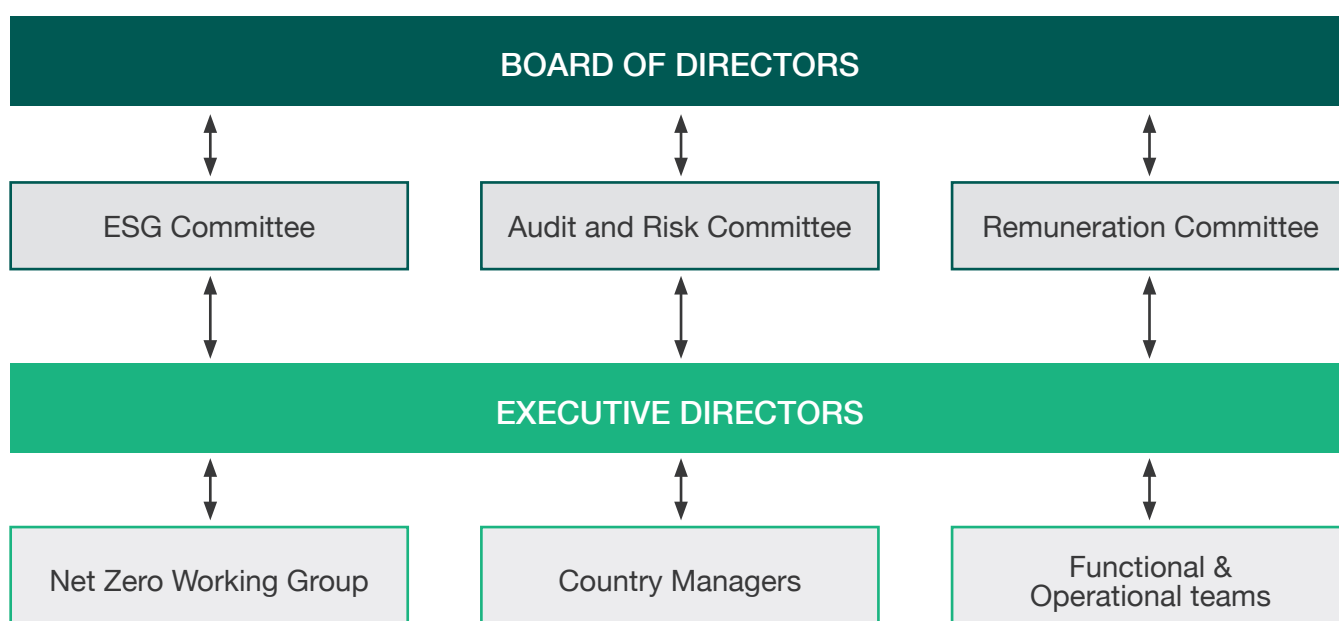 BOARD OF DIRECTORS
ESG Committee
Audit and Risk Committee
Remuneration Committee
EXECUTIVE DIRECTORS
Net Zero Working Group
Country Managers
Functional &
Operational teams